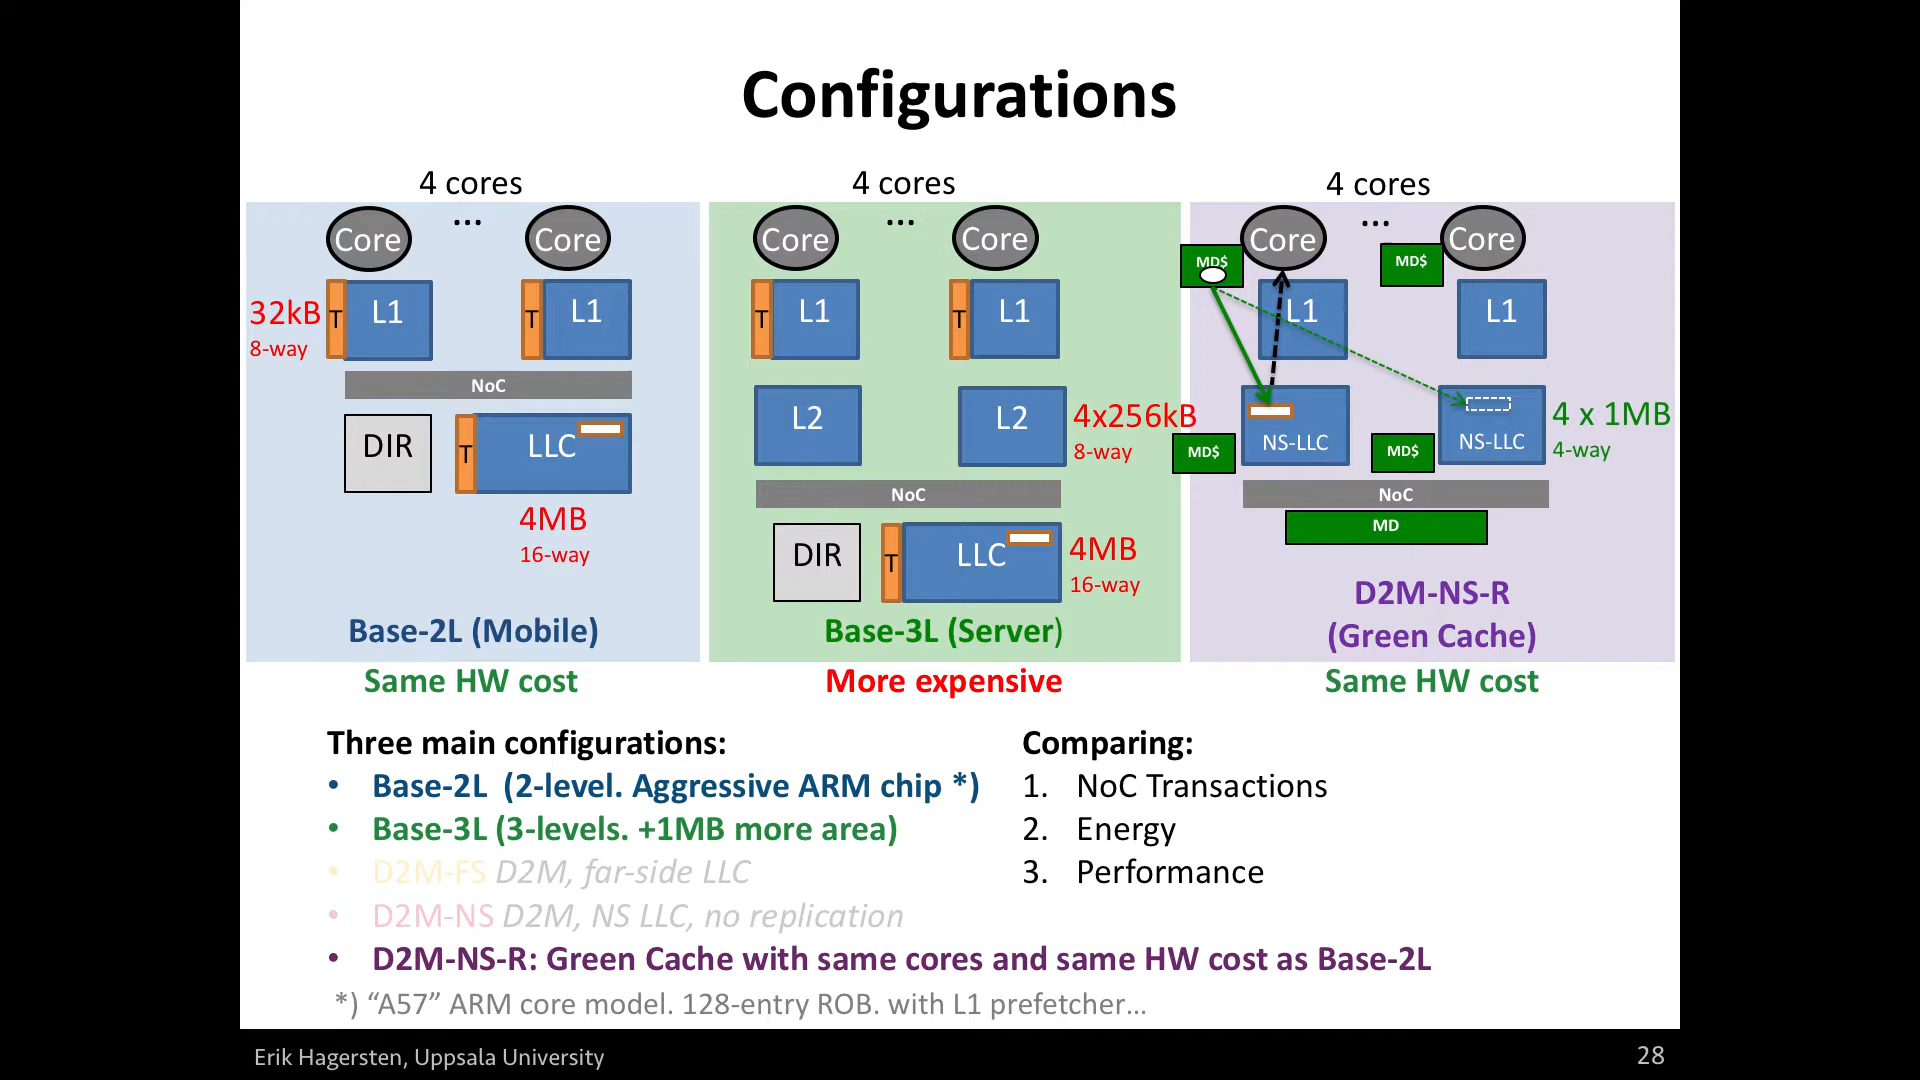 Configurations
4 cores
4 cores
4 cores
...
...
...
Core
Core
Core
Core
Core
Core
MD$
MD$
32kB
8-way
T
L1
T
L1
T
L1
T
L1
L1
L1
NoC
L2
L2
4x256kB
8-way
DIR
T
LLC
MD$
NS-LLC
MD$
NS-LLC
4 x 1MB
4-way
NoC
NoC
4MB
16-way
MD
DIR
T
LLC
4MB
16-way
Base-2L (Mobile)
Base-3L (Server)
D2M-NS-R
(Green Cache)
Same HW cost
More expensive
Same HW cost
Three main configurations:
• Base-2L (2-level. Aggressive ARM chip *)
• Base-3L (3-levels. +1MB more area)
• D2M-FS D2M, far-side LLC
• D2M-NS D2M, NS LLC, no replication
• D2M-NS-R: Green Cache with same cores and same HW cost as Base-2L
*) “A57” ARM core model. 128-entry ROB. with L1 prefetcher...
Comparing:
1. NoC Transactions
2. Energy
3. Performance
Erik Hagersten, Uppsala University
28